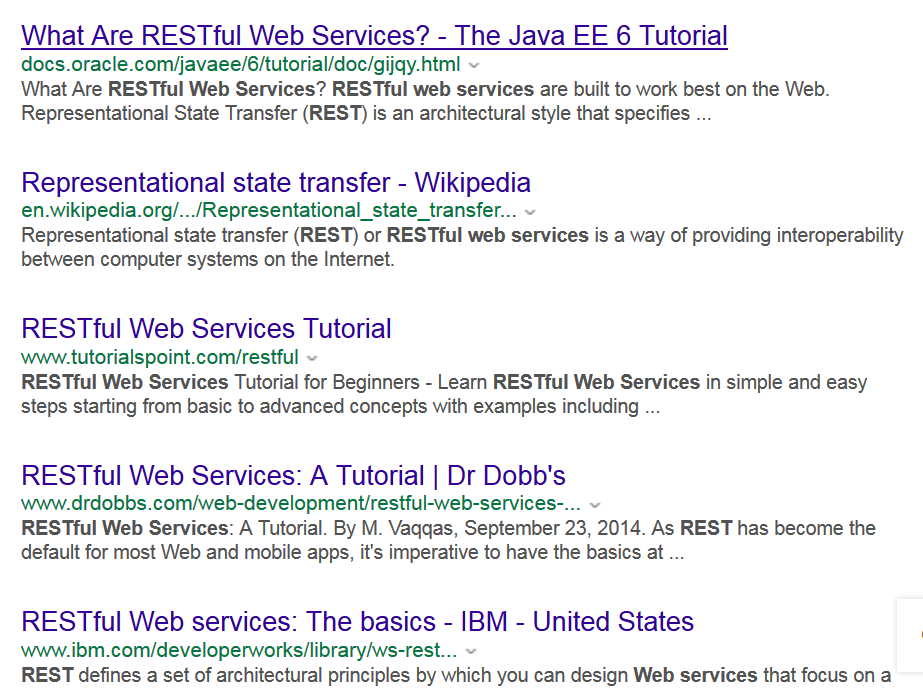 What Are RESTful Web Services? - The Java EE 6 Tutorial
docs.oracle.com/javaee/6/tutorial/doc/gijqy.html
What Are RESTful Web Services? RESTful web services are built to work best on the Web.
Representational State Transfer (REST) is an architectural style that specifies ...
Representational state transfer - Wikipedia
en.wikipedia.org/.../Representational_state_transfer...
Representational state transfer (REST) or RESTful web services is a way of providing interoperability
between computer systems on the Internet.
RESTful Web Services Tutorial
www.tutorialspoint.com/restful
RESTful Web Services Tutorial for Beginners - Learn RESTful Web Services in simple and easy
steps starting from basic to advanced concepts with examples including ...
RESTful Web Services: A Tutorial | Dr Dobb's
www.drdobbs.com/web-development/restful-web-services-...
RESTful Web Services: A Tutorial. By M. Vaqqas, September 23, 2014. As REST has become the
default for most Web and mobile apps, it's imperative to have the basics at ...
RESTful Web services: The basics - IBM - United States
www.ibm.com/developerworks/library/ws-rest...
REST defines a set of architectural principles by which you can design Web services that focus on a